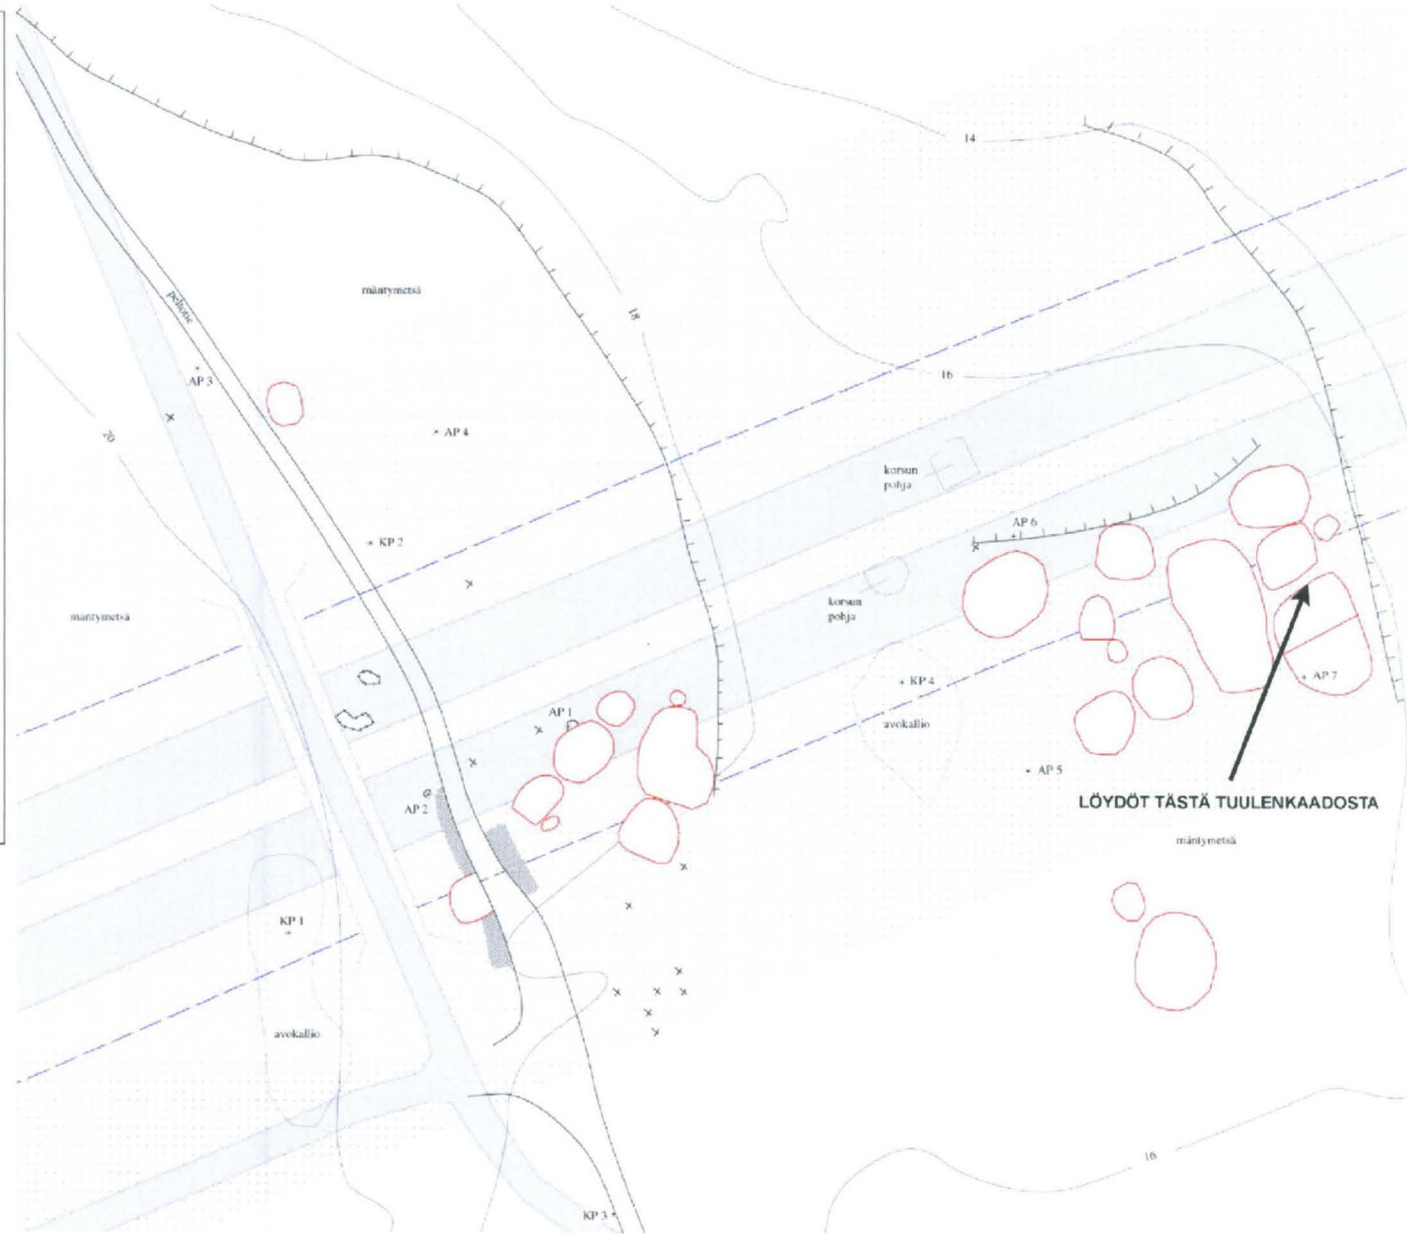 14
mäntymetsä
18
peltotie
16
AP 3
20
AP 4
korsun
pohja
AP 6
KP 2
korsun
pohja
mäntymetsä
KP 4
AP 7
AP 1
avokallio
AP 5
AP 2
LÖYDÖT TÄSTÄ TUULENKAADOSTA
mäntymetsä
KP 1
avokallio
16
KP 3